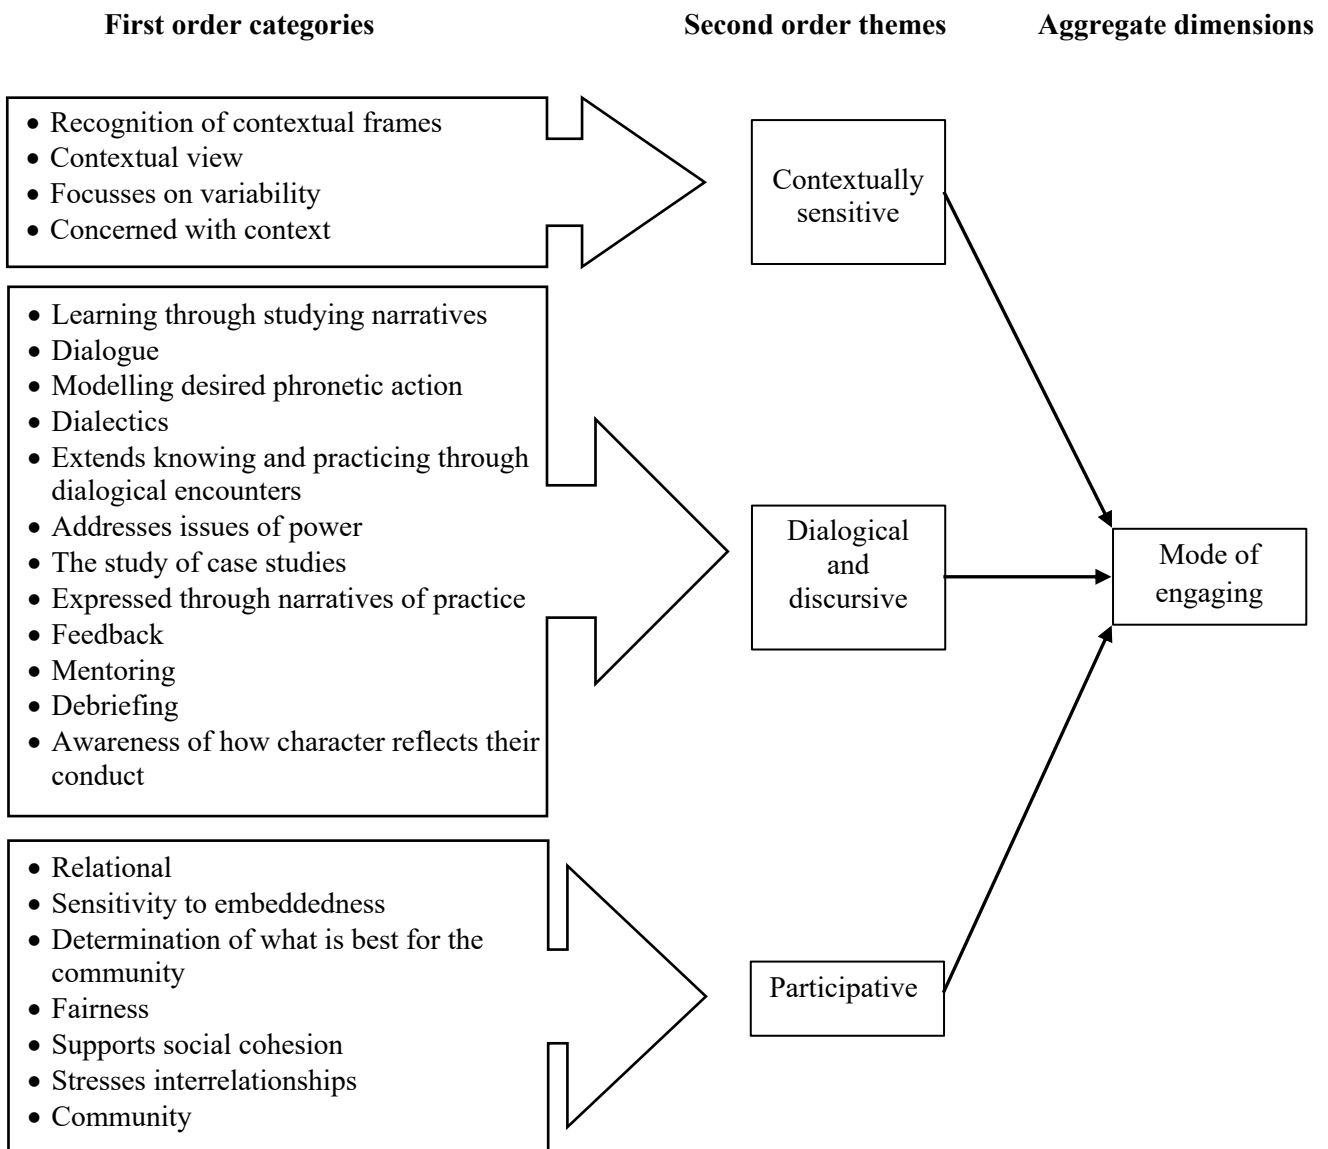 First order categories
Second order themes
Aggregate dimensions
• Recognition of contextual frames
• Contextual view
• Focusses on variability
• Concerned with context
Contextually
sensitive
• Learning through studying narratives
• Dialogue
• Modelling desired phronetic action
• Dialectics
• Extends knowing and practicing through
dialogical encounters
• Addresses issues of power
• The study of case studies
• Expressed through narratives of practice
• Feedback
• Mentoring
• Debriefing
• Awareness of how character reflects their
conduct
Dialogical
and
discursive
Mode of
engaging
• Relational
• Sensitivity to embeddedness
• Determination of what is best for the
community
• Fairness
• Supports social cohesion
• Stresses interrelationships
• Community
Participative